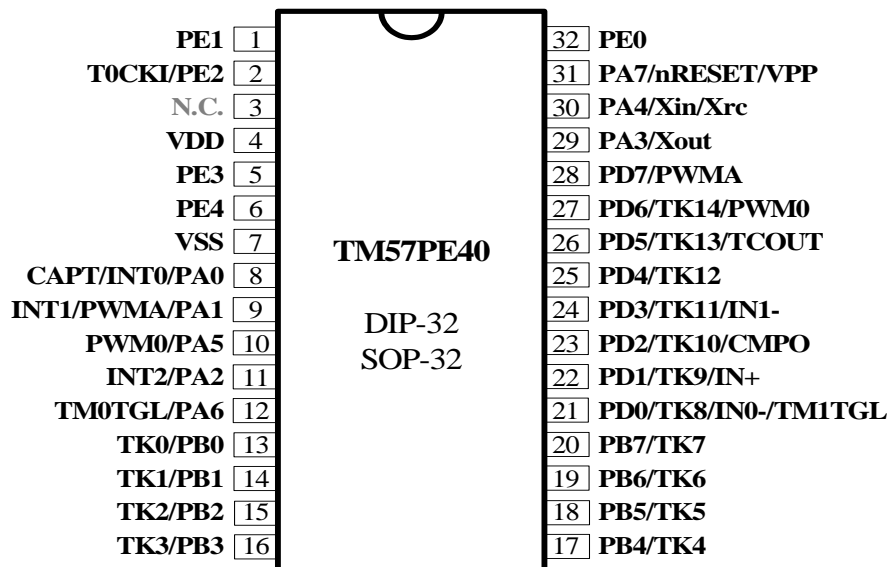 PE1 1
T0CKI/PE2 2
N.C. 3
VDD 4
PE3 5
PE4 6
VSS 7
CAPT/INT0/PA0 8
INT1/PWMA/PA1 9
PWM0/PA5 10
INT2/PA2 11
TM0TGL/PA6 12
TK0/PB0 13
TK1/PB1 14
TK2/PB2 15
TK3/PB3 16
TM57PE40
DIP-32
SOP-32
32 PE0
31 PA7/nRESET/VPP
30 PA4/Xin/Xrc
29 PA3/Xout
28 PD7/PWMA
27 PD6/TK14/PWM0
26 PD5/TK13/TCOUT
25 PD4/TK12
24 PD3/TK11/IN1-
23 PD2/TK10/CMPO
22 PD1/TK9/IN+
21 PD0/TK8/IN0-/TM1TGL
20 PB7/TK7
19 PB6/TK6
18 PB5/TK5
17 PB4/TK4